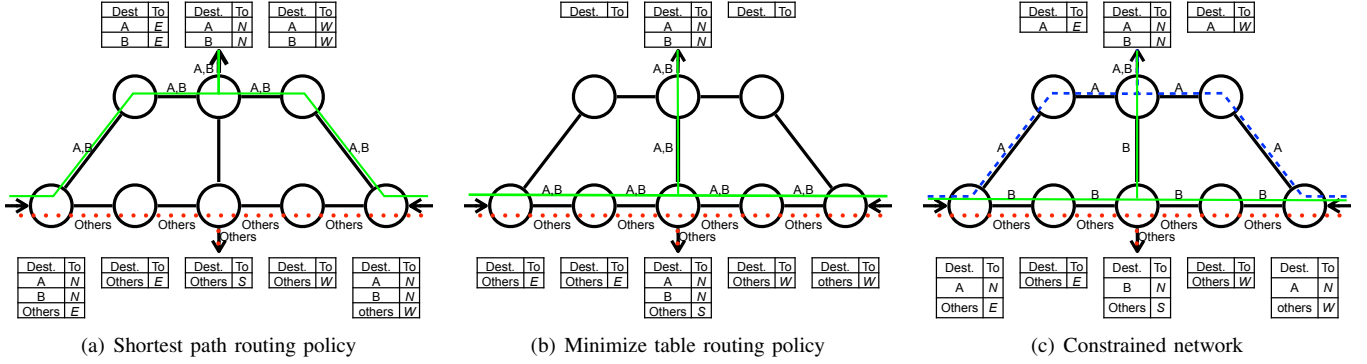 Dest To Dest. To Dest. To
A E A N A W
B E B N B W
A,B
A,B A,B
A,B A,B
Others Others Others Others
Others
Dest. To Dest. To Dest. To Dest. To Dest. To
A N Others E Others S Others W A N
B N B N
Others E others W
(a) Shortest path routing policy
Dest. To Dest. To Dest. To
A N
B N
A,B
A,B
A,B A,B A,B A,B
Others Others Others Others
Others
Dest. To Dest. To Dest. To Dest. To Dest. To
Others E Others E A N Others W others W
B N
Others S
(b) Minimize table routing policy
Dest. To Dest. To Dest. To
A E A N A W
B N
A,B
A A
A B A
B B B B
Others Others Others Others
Others
Dest. To Dest. To Dest. To Dest. To Dest. To
A N Others E B N Others W A N
Others E Others S others W
(c) Constrained network